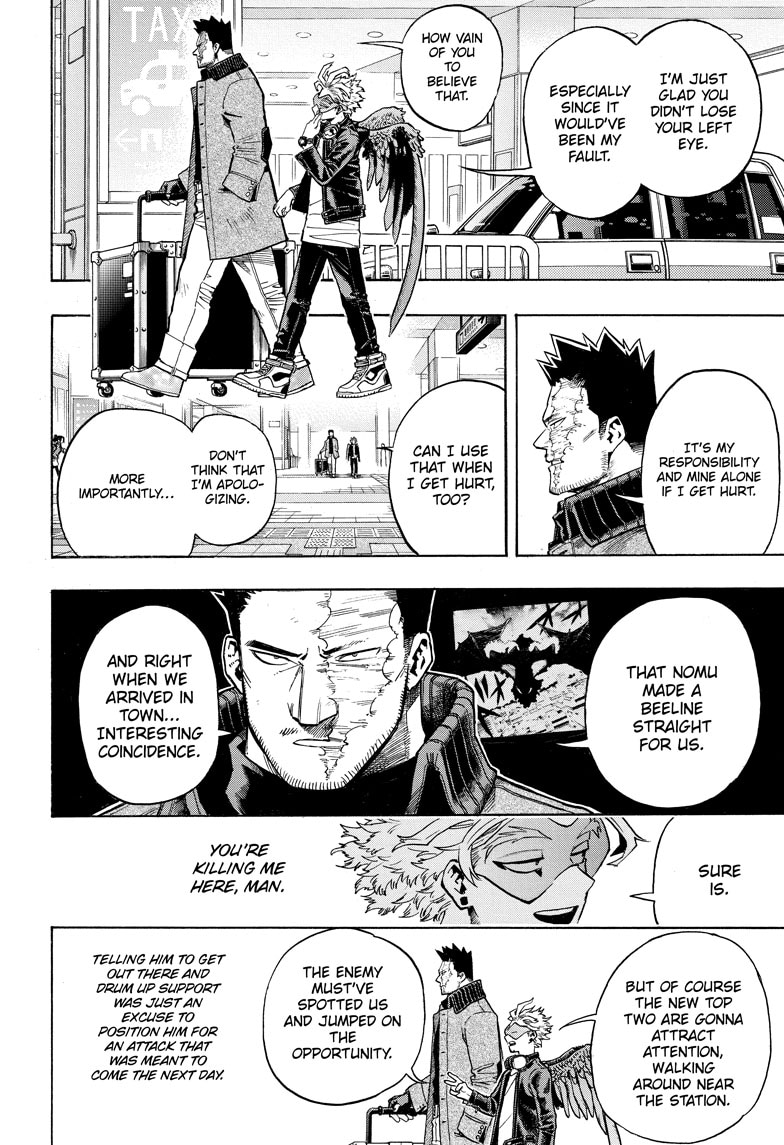 TAX
I'M JUST
GLAD YOU
DIDN'T LOSE
YOUR LEFT
EYE.
ESPECIALLY
SINCE IT
WOULD'VE
BEEN MY
FAULT.
HOW VAIN
OF YOU
TO
BELIEVE
THAT.
IT'S MY
RESPONSIBILITY
AND MINE ALONE
IF I GET HURT.
CAN I USE
THAT WHEN
I GET HURT,
TOO?
DON'T
THINK THAT
I'M APOLO-
GIZING.
MORE
IMPORTANTLY...
THAT NOMU
MADE A
BEELINE
STRAIGHT
FOR US.
AND RIGHT
WHEN WE
ARRIVED IN
TOWN...
INTERESTING
COINCIDENCE.
SURE
IS.
YOU'RE
KILLING ME
HERE, MAN.
BUT OF COURSE
THE NEW TOP
TWO ARE GONNA
ATTRACT
ATTENTION,
WALKING
AROUND NEAR
THE STATION.
THE ENEMY
MUST'VE
SPOTTED US
AND JUMPED ON
THE
OPPORTUNITY.
TELLING HIM TO GET
OUT THERE AND
DRUM UP SUPPORT
WAS JUST AN
EXCUSE TO
POSITION HIM FOR
AN ATTACK THAT
WAS MEANT TO
COME THE NEXT DAY.